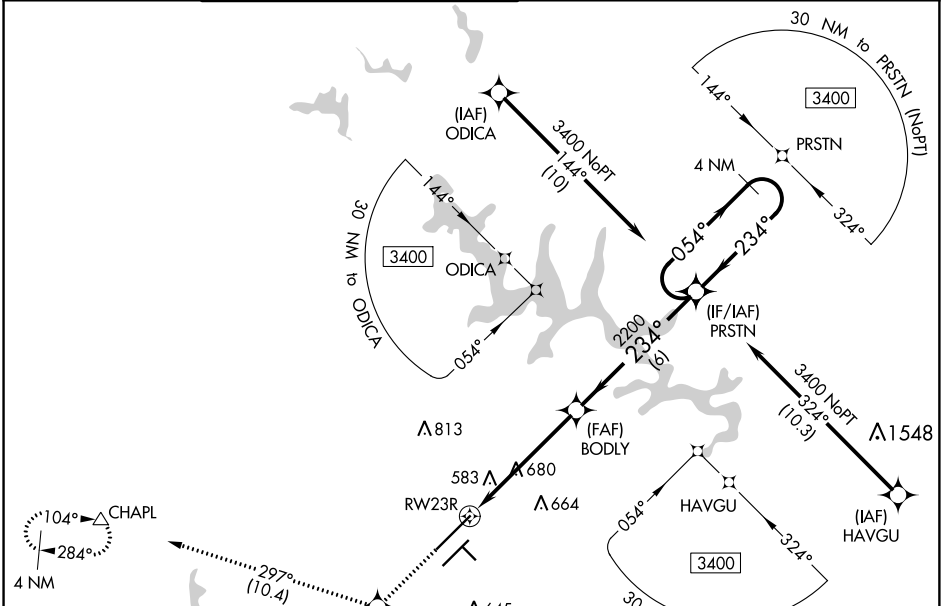 30 NM to PRSTN (NoPT)
144°
3400
PRSTN
324°
(IAF)
ODICA
3400 NoPT
144°
(10)
4 NM
054°
234°
144°
30 NM to ODICA
3400
ODICA
054°
(IF/IAF)
PRSTN
2200
234°
(6)
3400 NoPT
324°
(10.3)
1548
(IAF)
HAVGU
813
(FAF)
BODLY
583
680
664
RW23R
054°
HAVGU
324°
3400
30
104°
CHAPL
284°
4 NM
297°
(10.4)
645